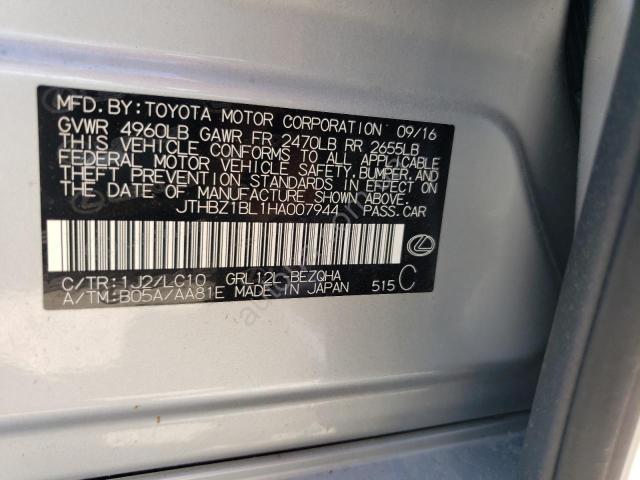 MFD. BY: TOYOTA MOTOR CORPORATION 09/16
GVWR 4960LB GAWR FR 2470LB RR 2655LB
THIS VEHICLE CONFORMS TO ALL APPLICABLE
FEDERAL MOTOR VEHICLE SAFETY, BUMPER, AND
THEFT PREVENTION STANDARDS IN EFFECT ON
THE DATE OF MANUFACTURE SHOWN ABOVE.
JTHBZ1BL1HA007944 PASS.CAR
C/TR:1J2/LC10 GRL12L-BEZQHA
A/TM:B05A/AA81E MADE IN JAPAN 515 C